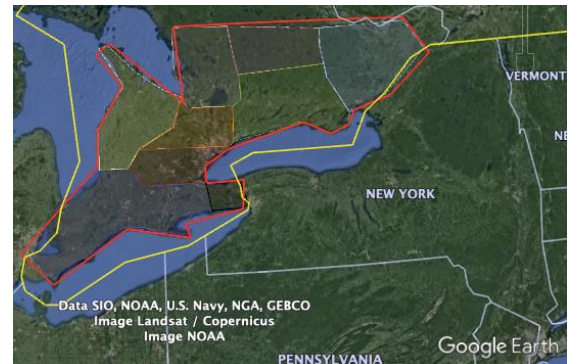 VERMONT
NE
NEW YORK
Data SIO, NOAA, U.S. Navy, NGA, GEBCO
Image Landsat / Copernicus
Image NOAA
Google Earth
PENNSYLVANIA